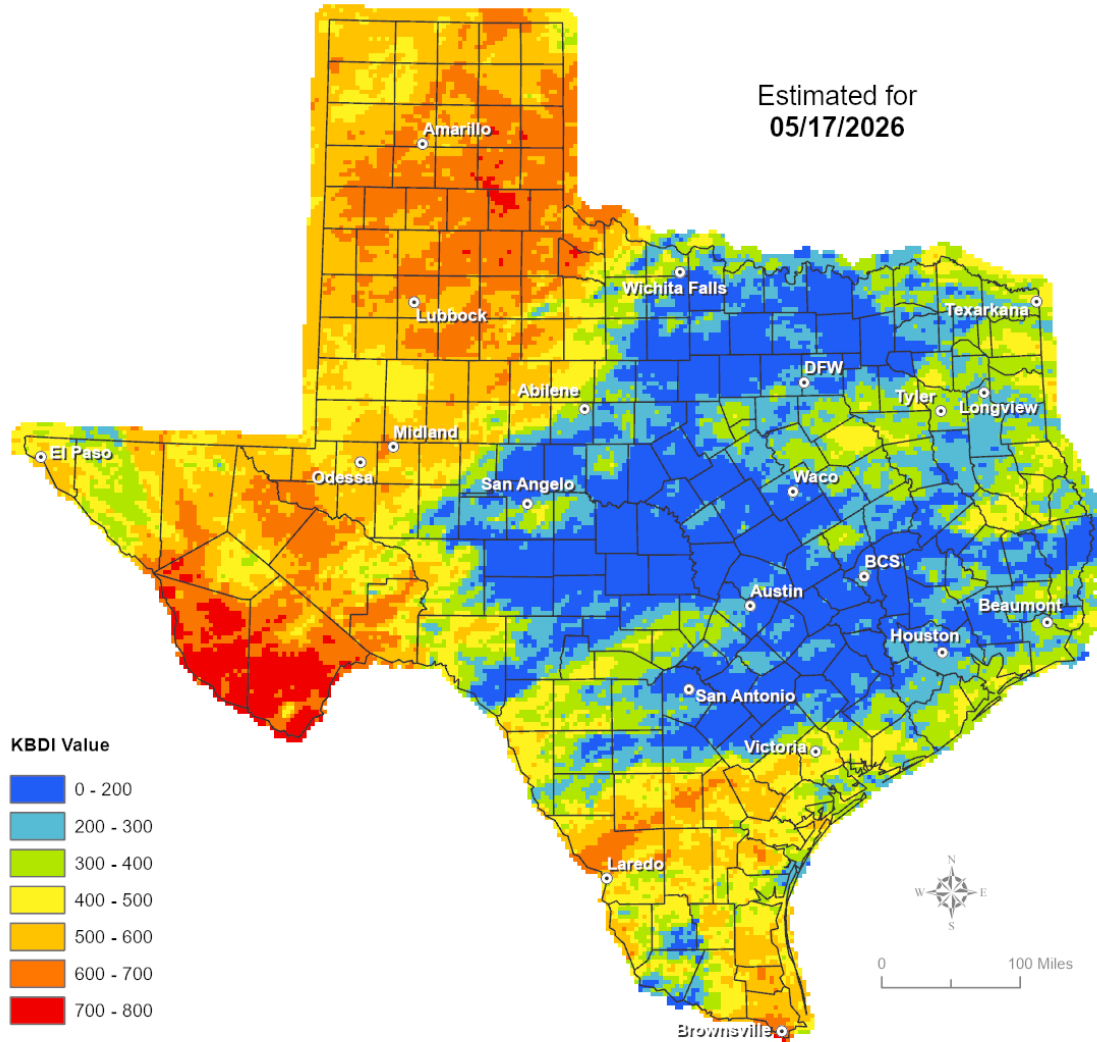 Estimated for
05/17/2026
Amarillo
Wichita Falls
Lubbock
Texarkana
DFW
Abilene
Tyler
Longview
Midland
El Paso
Odessa
San Angelo
Waco
BCS
Austin
Beaumont
Houston
San Antonio
Victoria
KBDI Value
0 - 200
200 - 300
300 - 400
400 - 500
500 - 600
600 - 700
700 - 800
Laredo
N
W E
S
0 100 Miles
Brownsville